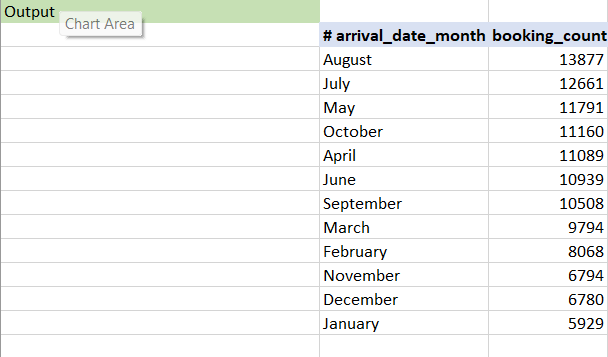 Output
Chart Area
# arrival_date_month booking_count
August 13877
July 12661
May 11791
October 11160
April 11089
June 10939
September 10508
March 9794
February 8068
November 6794
December 6780
January 5929